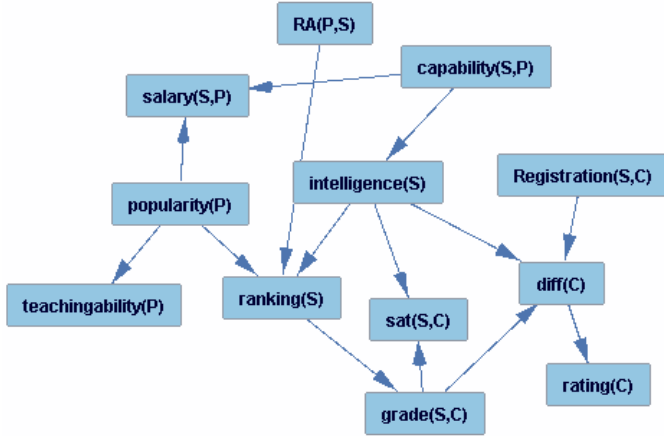 RA(P,S)
capability(S,P)
salary(S,P)
intelligence(S)
Registration(S,C)
popularity(P)
teachingability(P)
ranking(S)
diff(C)
sat(S,C)
rating(C)
grade(S,C)